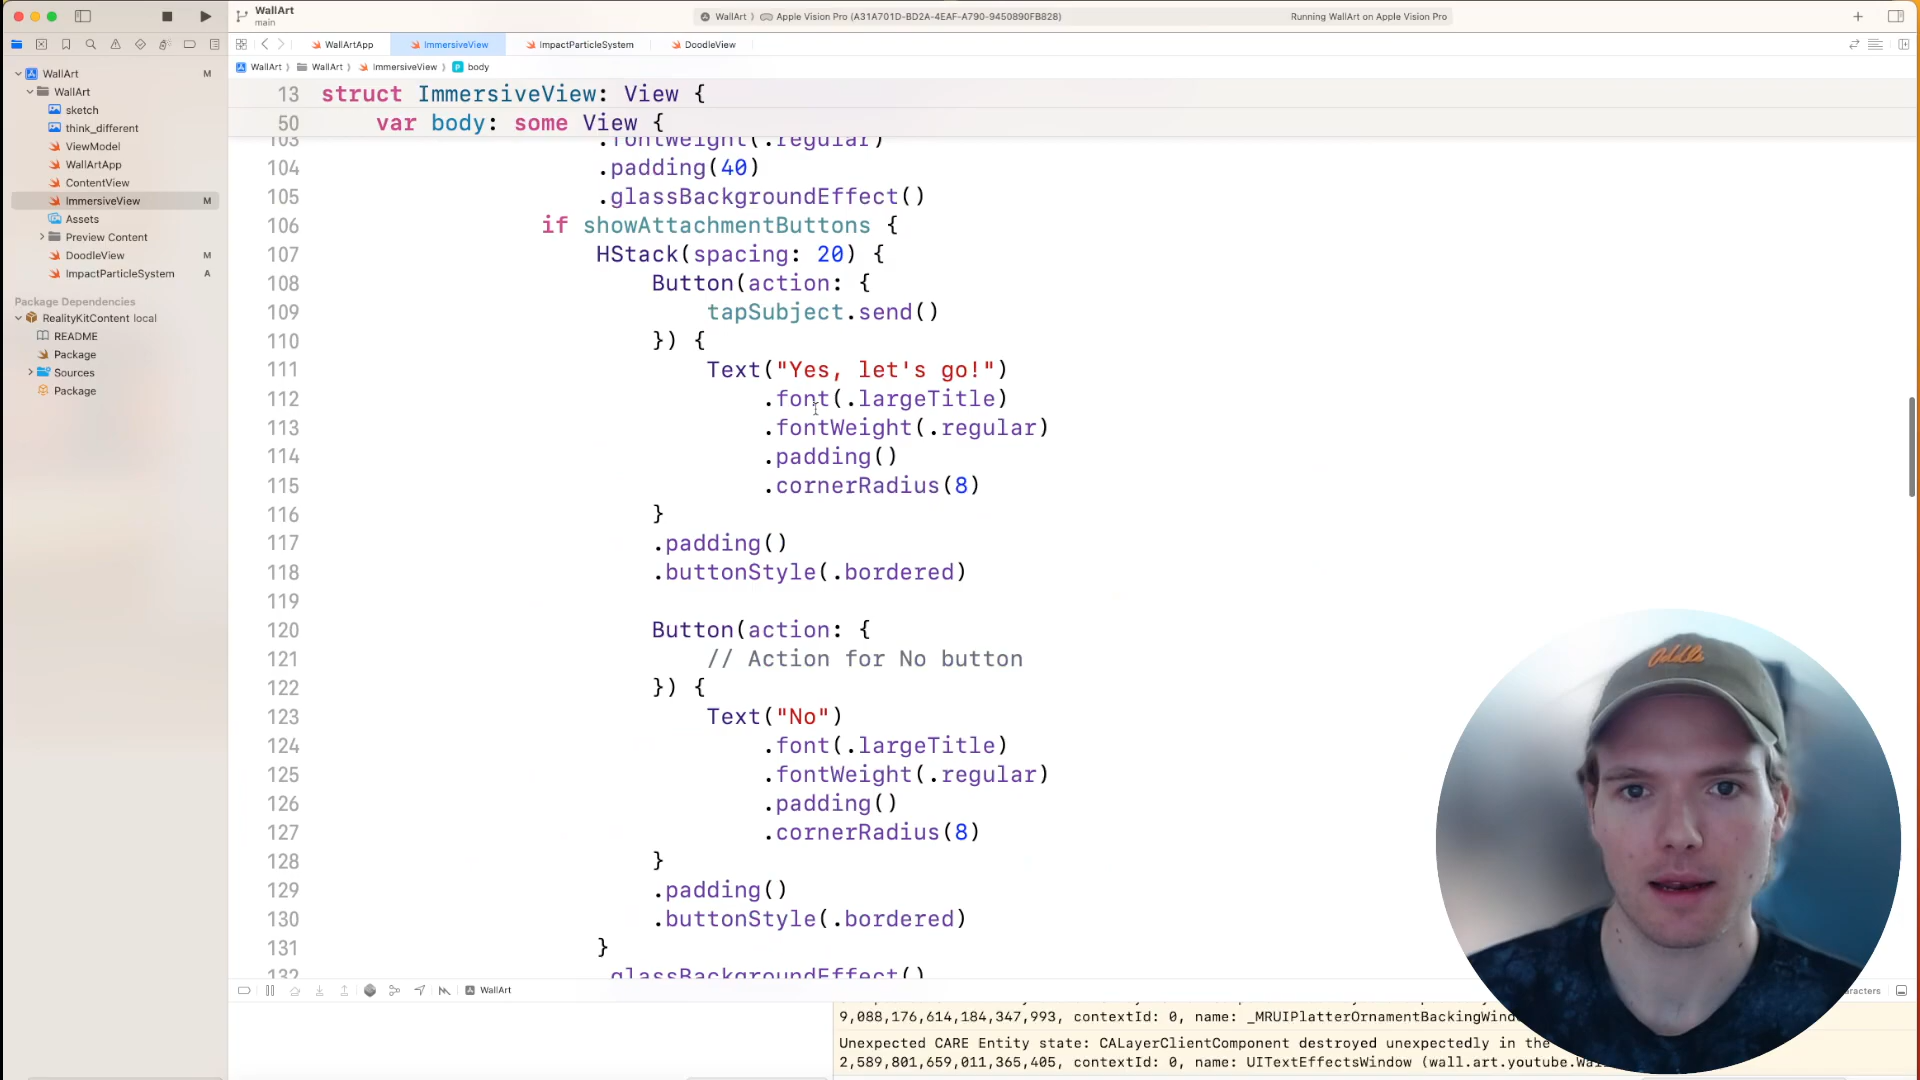 WallArt
main
WallArt ⟩ Apple Vision Pro (A31A701D-BD2A-4EAF-A790-9450890FB828)
Running WallArt on Apple Vision Pro
WallArtApp
ImmersiveView
ImpactParticleSystem
DoodleView
WallArt ⟩ WallArt ⟩ ImmersiveView ⟩ body
WallArt M
WallArt
sketch
think_different
ViewModel
WallArtApp
ContentView
ImmersiveView M
Assets
Preview Content
DoodleView M
ImpactParticleSystem A
Package Dependencies
RealityKitContent local
README
Package
Sources
Package
13 struct ImmersiveView: View {
50 var body: some View {
103 .fontWeight(.regular)
104 .padding(40)
105 .glassBackgroundEffect()
106 if showAttachmentButtons {
107 HStack(spacing: 20) {
108 Button(action: {
109 tapSubject.send()
110 }) {
111 Text("Yes, let's go!")
112 .font(.largeTitle)
113 .fontWeight(.regular)
114 .padding()
115 .cornerRadius(8)
116 }
117 .padding()
118 .buttonStyle(.bordered)
119
120 Button(action: {
121 // Action for No button
122 }) {
123 Text("No")
124 .font(.largeTitle)
125 .fontWeight(.regular)
126 .padding()
127 .cornerRadius(8)
128 }
129 .padding()
130 .buttonStyle(.bordered)
131 }
132 .glassBackgroundEffect()
WallArt
9,088,176,614,184,347,993, contextId: 0, name: _MRUIPlatterOrnamentBackingWind
Unexpected CARE Entity state: CALayerClientComponent destroyed unexpectedly in the
2,589,801,659,011,365,405, contextId: 0, name: UITextEffectsWindow (wall.art.youtube.Wa